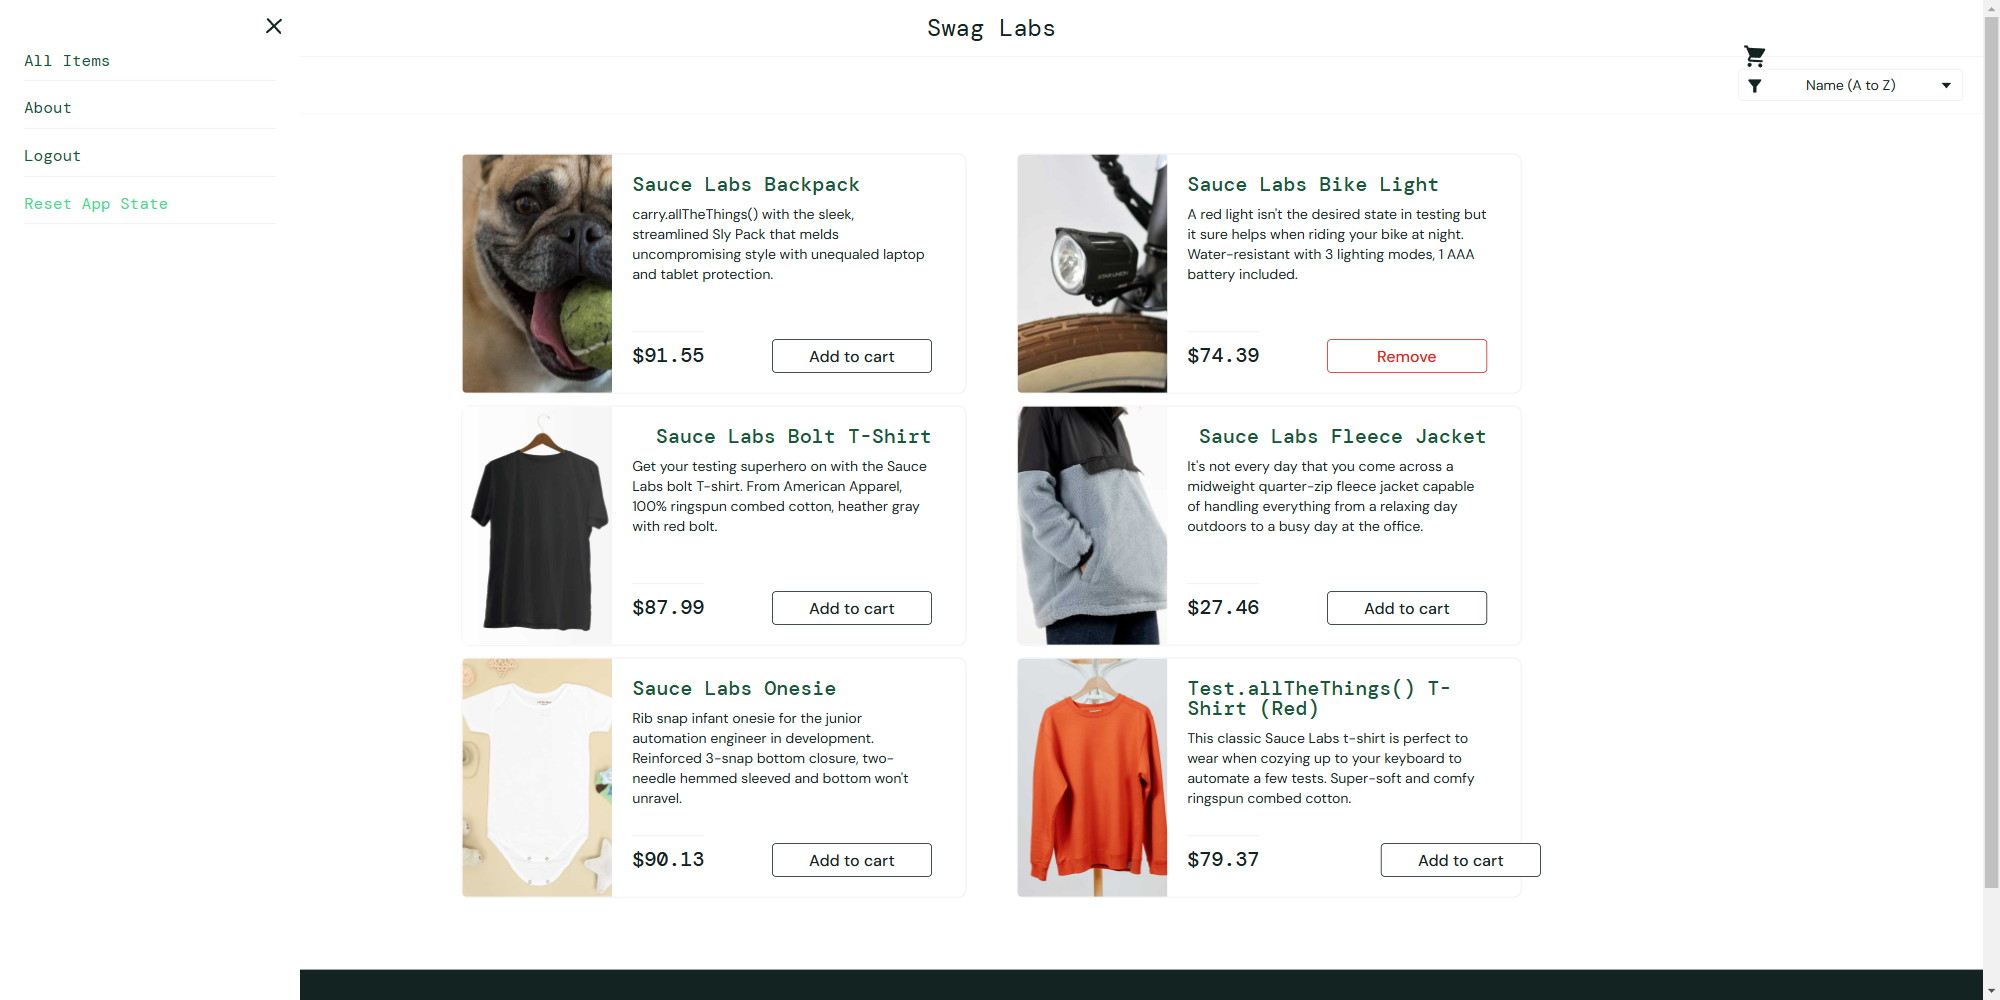 All Items
About
Logout
Reset App State
Swag Labs
Name (A to Z)
Sauce Labs Backpack
carry.allTheThings() with the sleek,
streamlined Sly Pack that melds
uncompromising style with unequaled laptop
and tablet protection.
$91.55
Add to cart
Sauce Labs Bike Light
A red light isn't the desired state in testing but
it sure helps when riding your bike at night.
Water-resistant with 3 lighting modes, 1 AAA
battery included.
$74.39
Remove
Sauce Labs Bolt T-Shirt
Get your testing superhero on with the Sauce
Labs bolt T-shirt. From American Apparel,
100% ringspun combed cotton, heather gray
with red bolt.
$87.99
Add to cart
Sauce Labs Fleece Jacket
It's not every day that you come across a
midweight quarter-zip fleece jacket capable
of handling everything from a relaxing day
outdoors to a busy day at the office.
$27.46
Add to cart
Sauce Labs Onesie
Rib snap infant onesie for the junior
automation engineer in development.
Reinforced 3-snap bottom closure, two-
needle hemmed sleeved and bottom won't
unravel.
$90.13
Add to cart
Test.allTheThings() T-
Shirt (Red)
This classic Sauce Labs t-shirt is perfect to
wear when cozying up to your keyboard to
automate a few tests. Super-soft and comfy
ringspun combed cotton.
$79.37
Add to cart